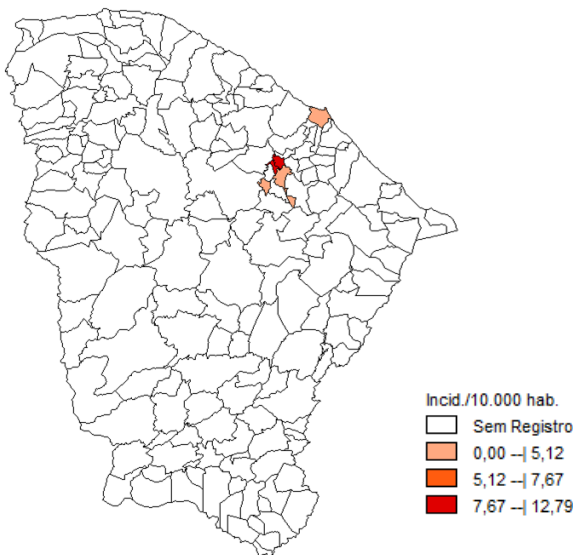 Incid./10.000 hab.
Sem Registro
0,00 --| 5,12
5,12 --| 7,67
7,67 --| 12,79